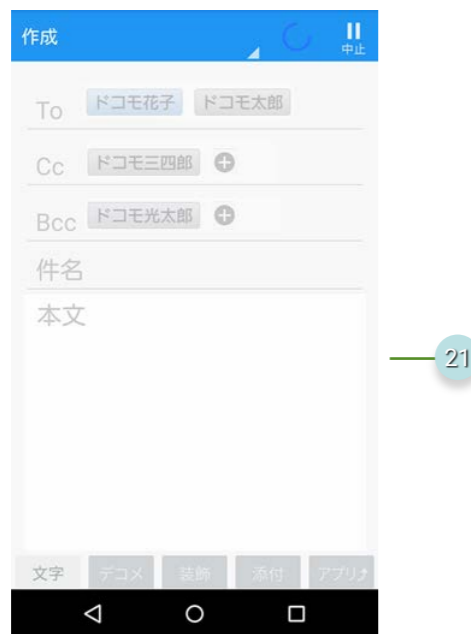 作成
中止
To ドコモ花子 ドコモ太郎
Cc ドコモ三四郎
Bcc ドコモ光太郎
件名
本文
21
文字 デコメ 装飾 添付 アプリ